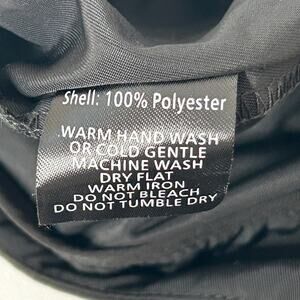 Shell: 100% Polyester
WARM HAND WASH
OR COLD GENTLE
MACHINE WASH
DRY FLAT
WARM IRON
DO NOT BLEACH
DO NOT TUMBLE DRY